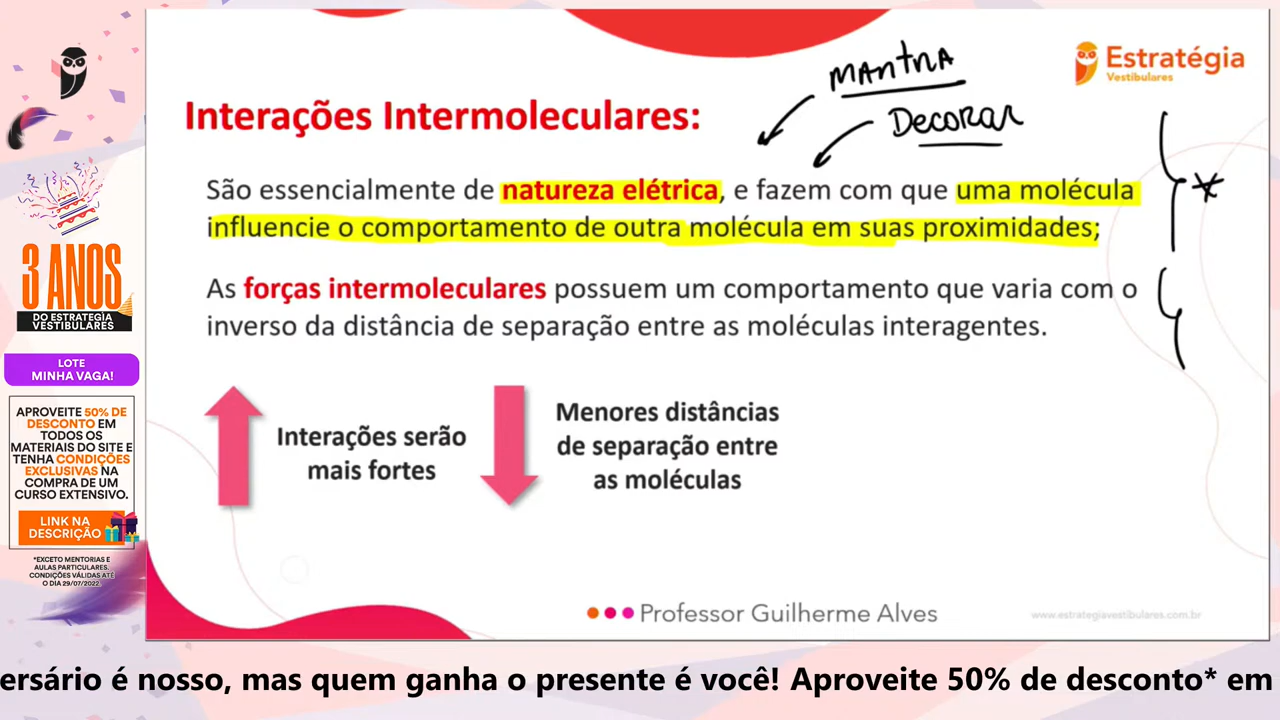 MANTRA
Estratégia
Vestibulares
Interações Intermoleculares:
Decorar
São essencialmente de natureza elétrica, e fazem com que uma molécula
influencie o comportamento de outra molécula em suas proximidades;
*
As forças intermoleculares possuem um comportamento que varia com o
inverso da distância de separação entre as moléculas interagentes.
Interações serão
mais fortes
Menores distâncias
de separação entre
as moléculas
Professor Guilherme Alves
www.estrategiavestibulares.com.br
3 ANOS
DO ESTRATÉGIA
VESTIBULARES
LOTE
MINHA VAGA!
APROVEITE 50% DE
DESCONTO EM
TODOS OS
MATERIAIS DO SITE E
TENHA CONDIÇÕES
EXCLUSIVAS NA
COMPRA DE UM
CURSO EXTENSIVO.
LINK NA
DESCRIÇÃO
*EXCETO MENTORIAS E
AULAS PARTICULARES.
CONDIÇÕES VÁLIDAS ATÉ
O DIA 29/07/2022.
ersário é nosso, mas quem ganha o presente é você! Aproveite 50% de desconto* em